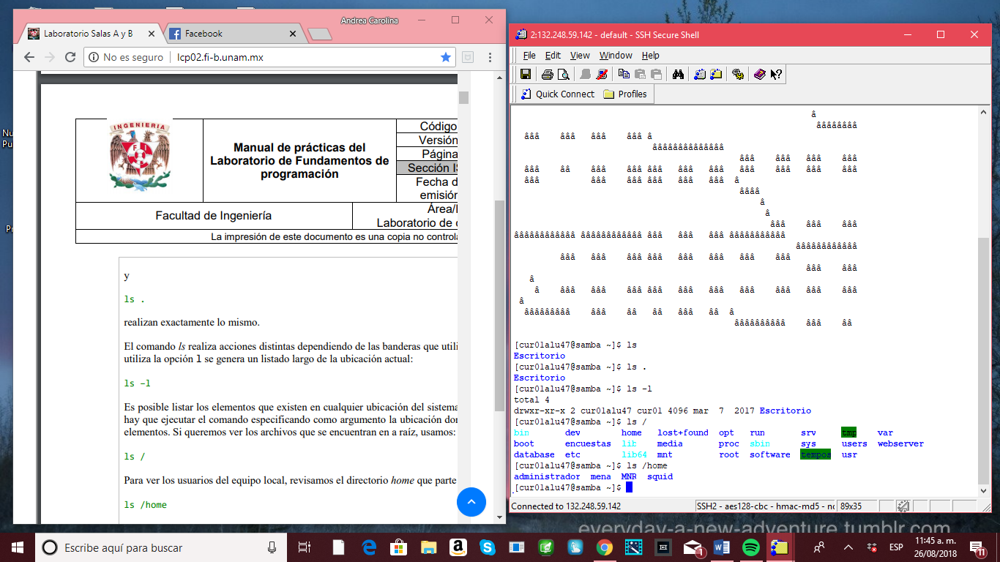 Andrea Carolina
Laboratorio Salas A y B
Facebook
No es seguro
lcp02.fi-b.unam.mx
INGENIERIA
Manual de prácticas del
Laboratorio de Fundamentos de
programación
Código
Versión
Página
Sección IS
Fecha d
emisión
Facultad de Ingeniería
Área/
Laboratorio de
La impresión de este documento es una copia no controla
y
ls .
realizan exactamente lo mismo.
El comando ls realiza acciones distintas dependiendo de las banderas que utili
utiliza la opción l se genera un listado largo de la ubicación actual:
ls –l
Es posible listar los elementos que existen en cualquier ubicación del sistema
hay que ejecutar el comando especificando como argumento la ubicación don
elementos. Si queremos ver los archivos que se encuentran en a raíz, usamos:
ls /
Para ver los usuarios del equipo local, revisamos el directorio home que parte
ls /home
2:132.248.59.142 - default - SSH Secure Shell
File Edit View Window Help
Quick Connect Profiles
â
ââââââââ
âââ âââ âââ âââ â
ââââââââââââââ
âââ âââ âââ âââ
âââ ââ âââ âââ âââ âââ âââ âââ âââ âââ âââ âââ
âââ âââ âââ âââ âââ âââ âââ â
ââââ
â
â
âââ âââ âââ
ââââââââââââ ââââââââââââ âââ âââ âââ âââââââââââ
ââââââââââââ
âââ âââ âââ âââ âââ âââ âââ âââ
âââ âââ
â
â âââ âââ âââ âââ âââ âââ âââ âââ âââ âââ
â
âââââââââ âââ ââ ââ âââ ââ â
ââââââââââ âââ ââ
[cur01alu47@samba ~]$ ls
Escritorio
[cur01alu47@samba ~]$ ls .
Escritorio
[cur01alu47@samba ~]$ ls -l
total 4
drwxr-xr-x 2 cur01alu47 cur01 4096 mar 7 2017 Escritorio
[cur01alu47@samba ~]$ ls /
bin dev home lost+found opt run srv tmp var
boot encuestas lib media proc sbin sys users webserver
database etc lib64 mnt root software tempos usr
[cur01alu47@samba ~]$ ls /home
administrador mena MNR squid
[cur01alu47@samba ~]$
Connected to 132.248.59.142
SSH2 - aes128-cbc - hmac-md5 - no
89x35
everyday-a-new-adventure.tumblr.com
Nu
Pu
Pr
Escribe aquí para buscar
1
ESP
11:45 a. m.
26/08/2018
11